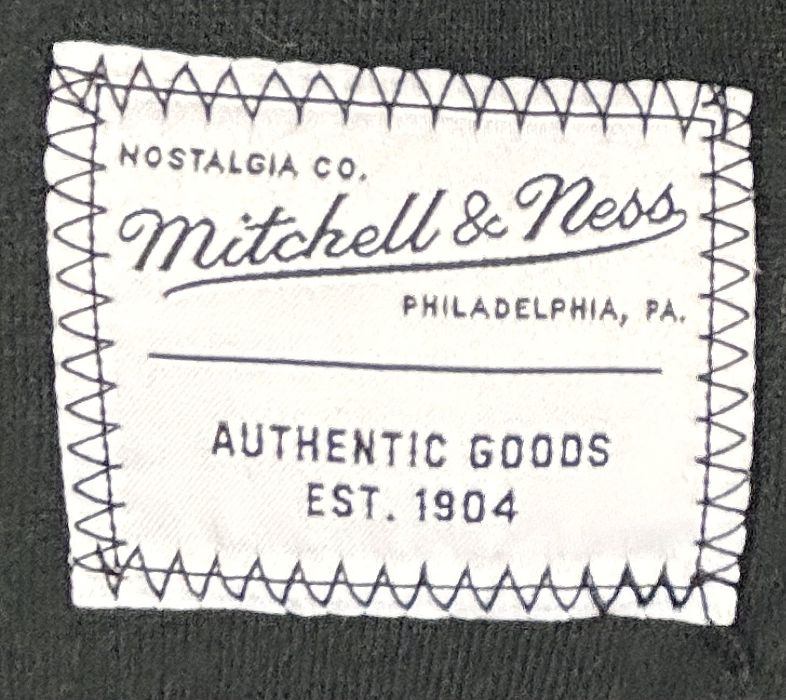 NOSTALGIA CO.
Mitchell & Ness
PHILADELPHIA, PA.
AUTHENTIC GOODS
EST. 1904